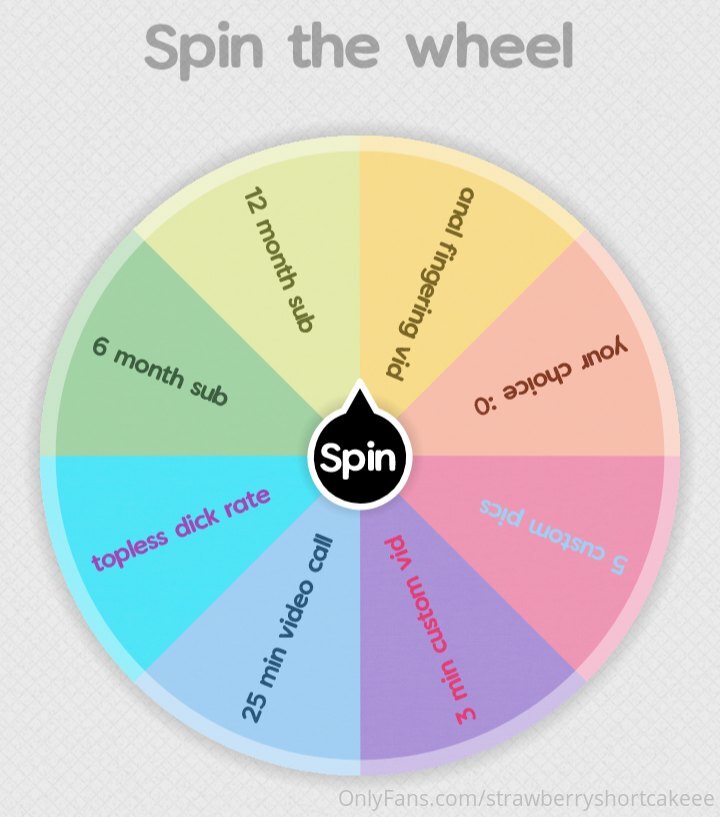 Spin the wheel
12 month sub
anal fingering vid
6 month sub
your choice :0
Spin
topless dick rate
5 custom pics
25 min video call
3 min custom vid
OnlyFans.com/strawberryshortcakeee